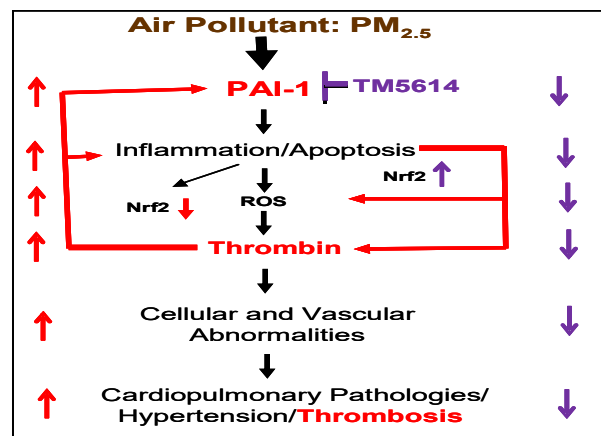 Air Pollutant: PM2.5
PAI-1 TM5614
Inflammation/Apoptosis
Nrf2
Nrf2 ROS
Thrombin
Cellular and Vascular
Abnormalities
Cardiopulmonary Pathologies/
Hypertension/Thrombosis